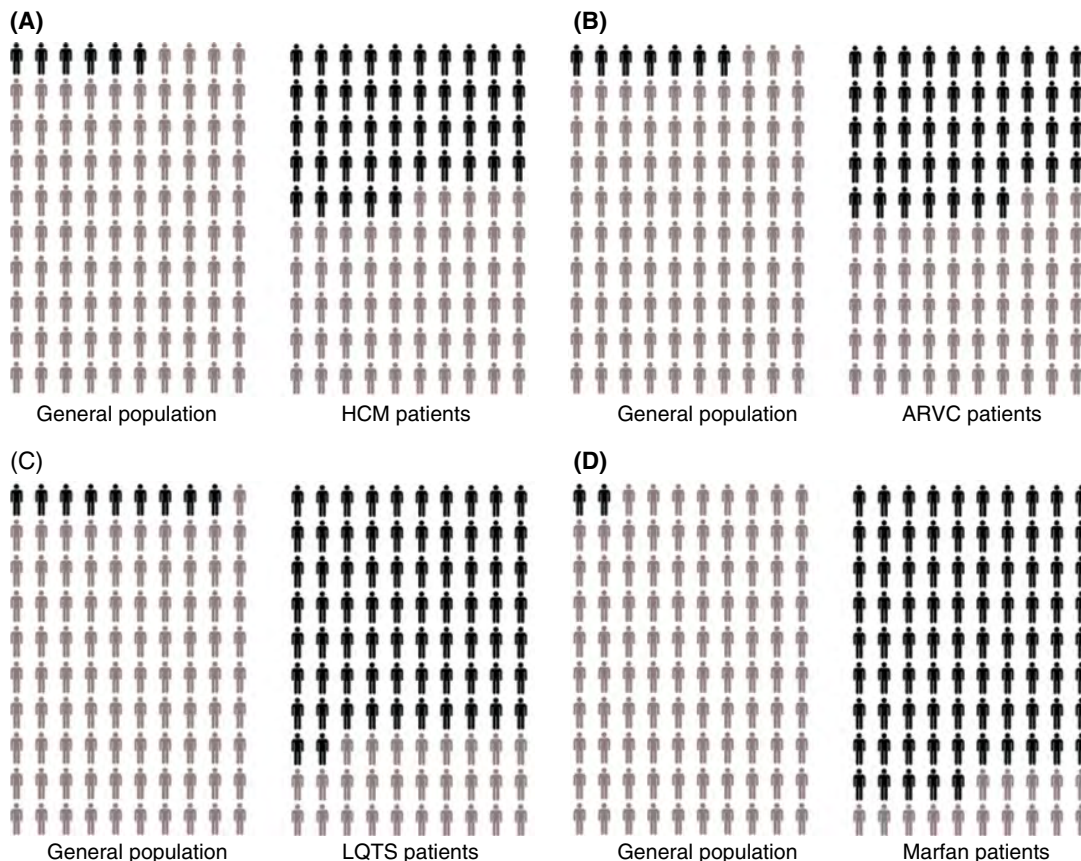 (A)
(B)
General population
HCM patients
General population
ARVC patients
(C)
(D)
General population
LQTS patients
General population
Marfan patients